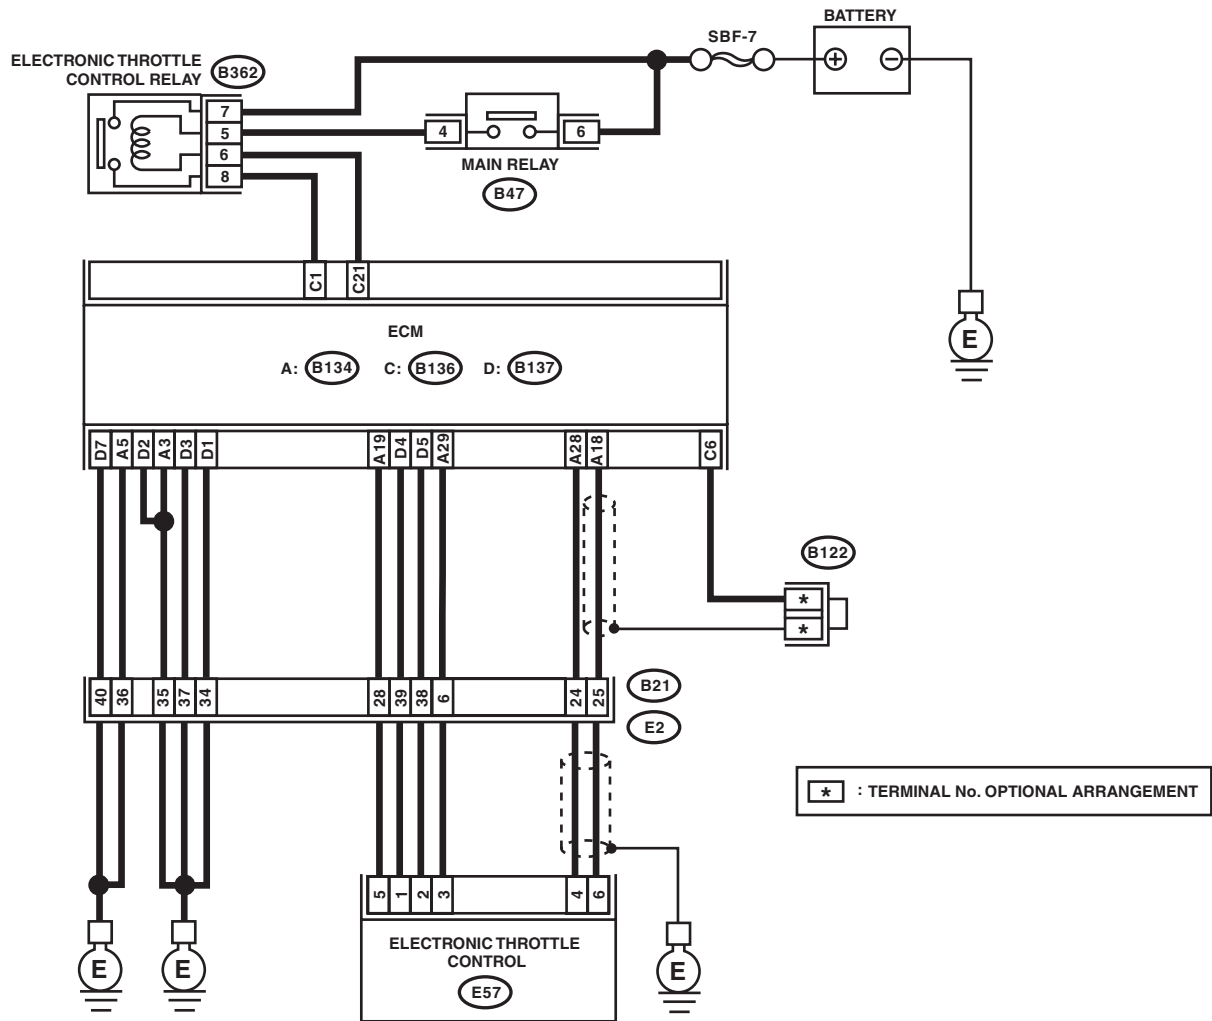 BATTERY
SBF-7
+
−
ELECTRONIC THROTTLE
CONTROL RELAY
B362
7
5
6
8
4
6
MAIN RELAY
B47
E
C1
C21
ECM
A: B134 C: B136 D: B137
D7
A5
D2
A3
D3
D1
A19
D4
D5
A29
A28
A18
C6
B122
*
*
40
36
35
37
34
28
39
38
6
24
25
B21
E2
* : TERMINAL No. OPTIONAL ARRANGEMENT
5
1
2
3
4
6
ELECTRONIC THROTTLE
CONTROL
E57
E
E
E